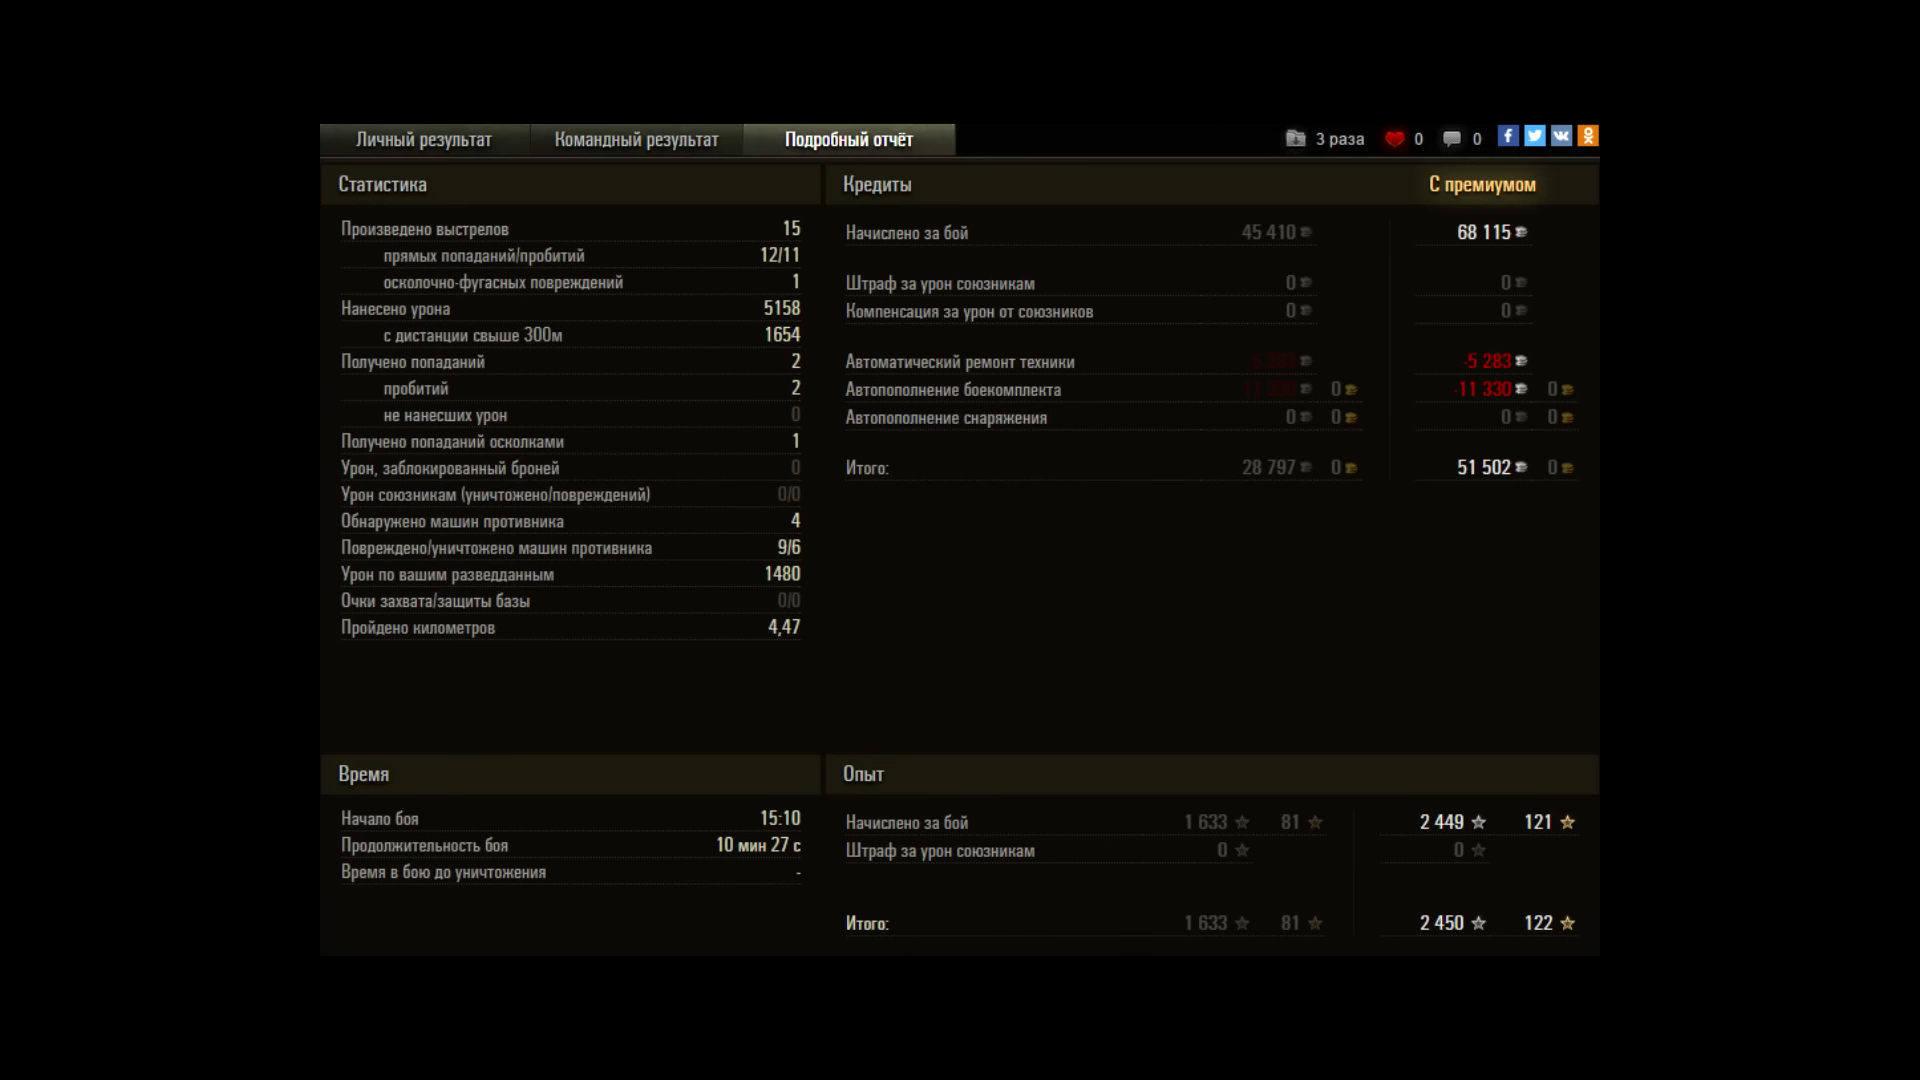 Личный результат Командный результат Подробный отчёт 3 раза 0 0
Статистика
Произведено выстрелов 15
прямых попаданий/пробитий 12/11
осколочно-фугасных повреждений 1
Нанесено урона 5158
с дистанции свыше 300м 1654
Получено попаданий 2
пробитий 2
не нанесших урон 0
Получено попаданий осколками 1
Урон, заблокированный броней 0
Урон союзникам (уничтожено/повреждений) 0/0
Обнаружено машин противника 4
Повреждено/уничтожено машин противника 9/6
Урон по вашим разведданным 1480
Очки захвата/защиты базы 0/0
Пройдено километров 4,47
Кредиты С премиумом
Начислено за бой 45 410 68 115
Штраф за урон союзникам 0 0
Компенсация за урон от союзников 0 0
Автоматический ремонт техники -5 283 -5 283
Автопополнение боекомплекта -11 330 0 -11 330 0
Автопополнение снаряжения 0 0 0 0
Итого: 28 797 0 51 502 0
Время
Начало боя 15:10
Продолжительность боя 10 мин 27 с
Время в бою до уничтожения -
Опыт
Начислено за бой 1 633 81 2 449 121
Штраф за урон союзникам 0 0
Итого: 1 633 81 2 450 122